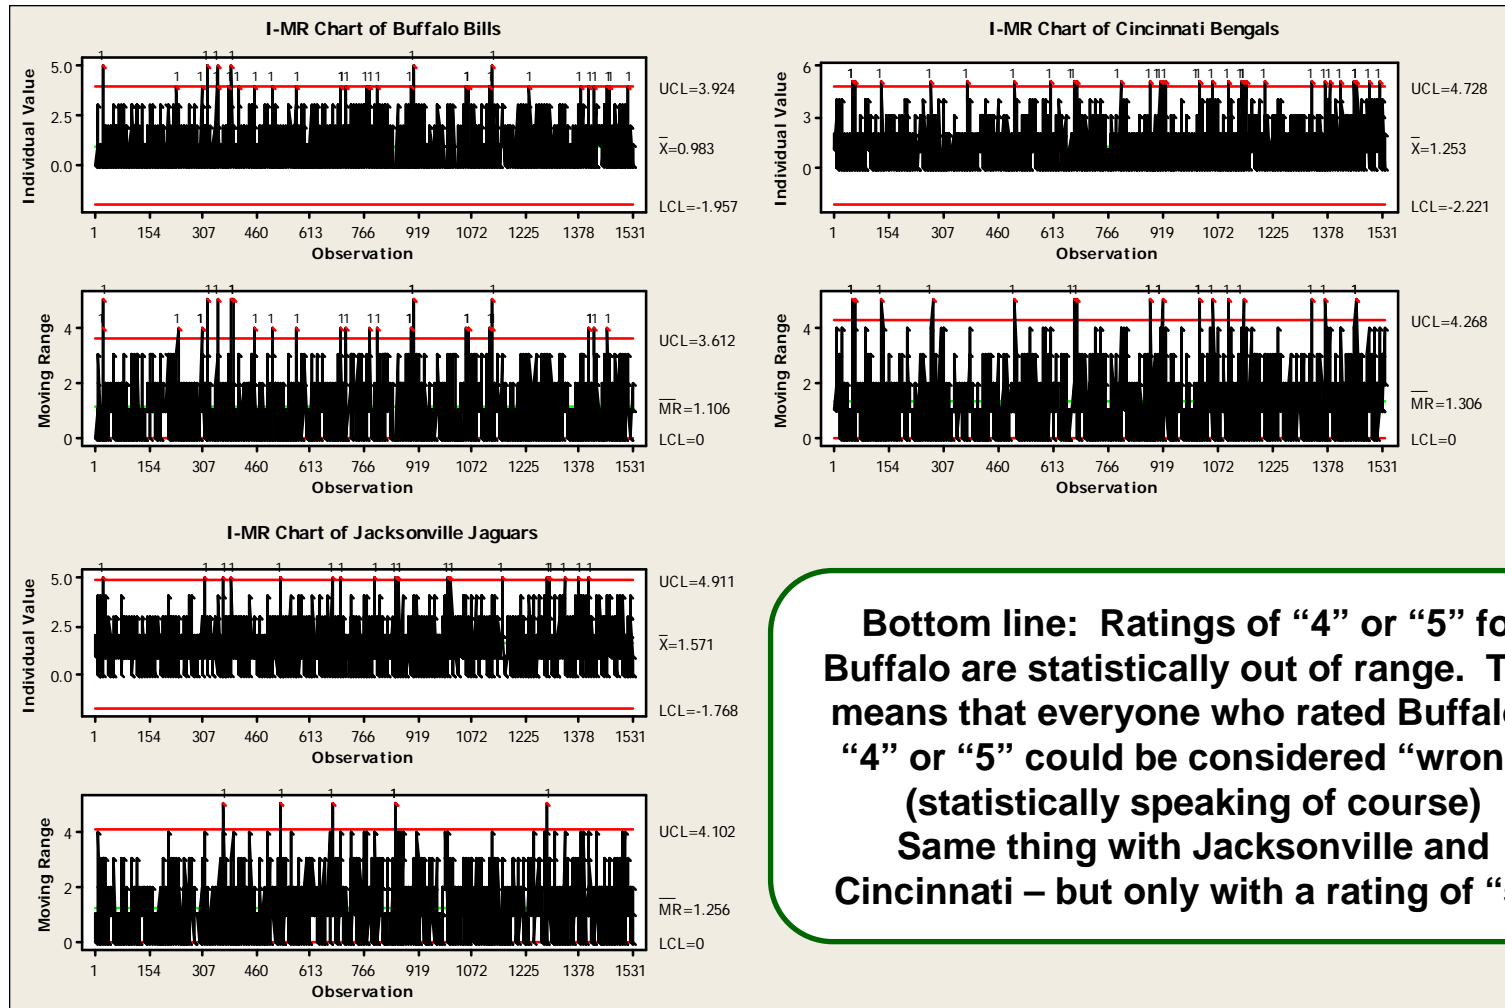 I-MR Chart of Buffalo Bills
Individual Value
5.0
2.5
0.0
UCL=3.924
X=0.983
LCL=-1.957
1 154 307 460 613 766 919 1072 1225 1378 1531
Observation
Moving Range
4
2
0
UCL=3.612
MR=1.106
LCL=0
1 154 307 460 613 766 919 1072 1225 1378 1531
Observation
I-MR Chart of Cincinnati Bengals
Individual Value
6
3
0
UCL=4.728
X=1.253
LCL=-2.221
1 154 307 460 613 766 919 1072 1225 1378 1531
Observation
Moving Range
4
2
0
UCL=4.268
MR=1.306
LCL=0
1 154 307 460 613 766 919 1072 1225 1378 1531
Observation
I-MR Chart of Jacksonville Jaguars
Individual Value
5.0
2.5
0.0
UCL=4.911
X=1.571
LCL=-1.768
1 154 307 460 613 766 919 1072 1225 1378 1531
Observation
Moving Range
4
2
0
UCL=4.102
MR=1.256
LCL=0
1 154 307 460 613 766 919 1072 1225 1378 1531
Observation
Bottom line: Ratings of “4” or “5” fo
Buffalo are statistically out of range. T
means that everyone who rated Buffal
“4” or “5” could be considered “wron
(statistically speaking of course)
Same thing with Jacksonville and
Cincinnati – but only with a rating of “